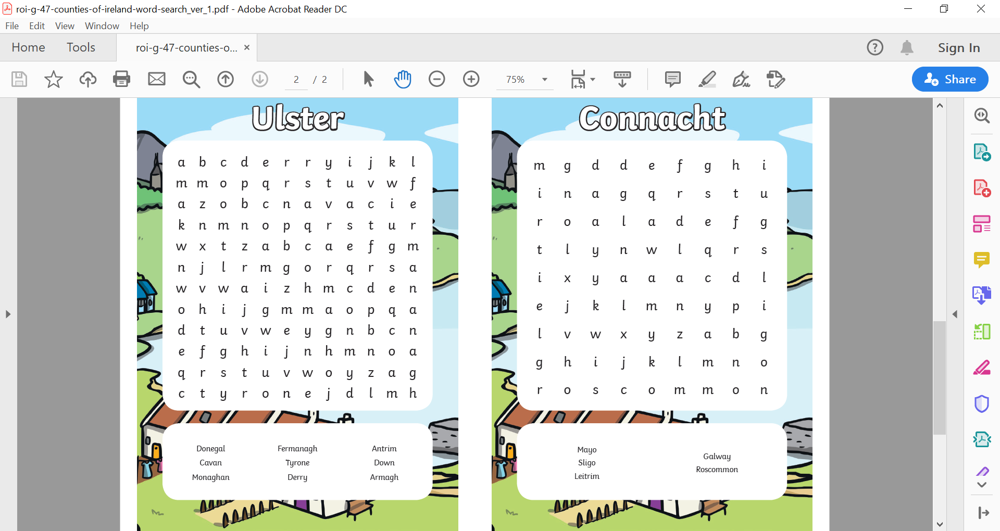 roi-g-47-counties-of-ireland-word-search_ver_1.pdf - Adobe Acrobat Reader DC
File Edit View Window Help
Home Tools roi-g-47-counties-o... × ? Sign In
2 / 2 75% Share
Ulster
a b c d e r r y i j k l
m m o p q r s t u v w f
a z o b c n a v a c i e
k n m n o p q r s t u r
w x t z a b c a e f g m
n j l r m g o r q r s a
w v w a i z h m c d e n
o h i j g m m a o p q a
d t u v w e y g n b c n
e f g h i j n h m n o a
q r s t u v w o y z a g
c t y r o n e j d l m h
Donegal Fermanagh Antrim
Cavan Tyrone Down
Monaghan Derry Armagh
Connacht
m g d d e f g h i
i n a g q r s t u
r o a l a d e f g
t l y n w l q r s
i x y a a a c d l
e j k l m n y p i
l v w x y z a b g
g h i j k l m n o
r o s c o m m o n
Mayo
Sligo
Leitrim
Galway
Roscommon